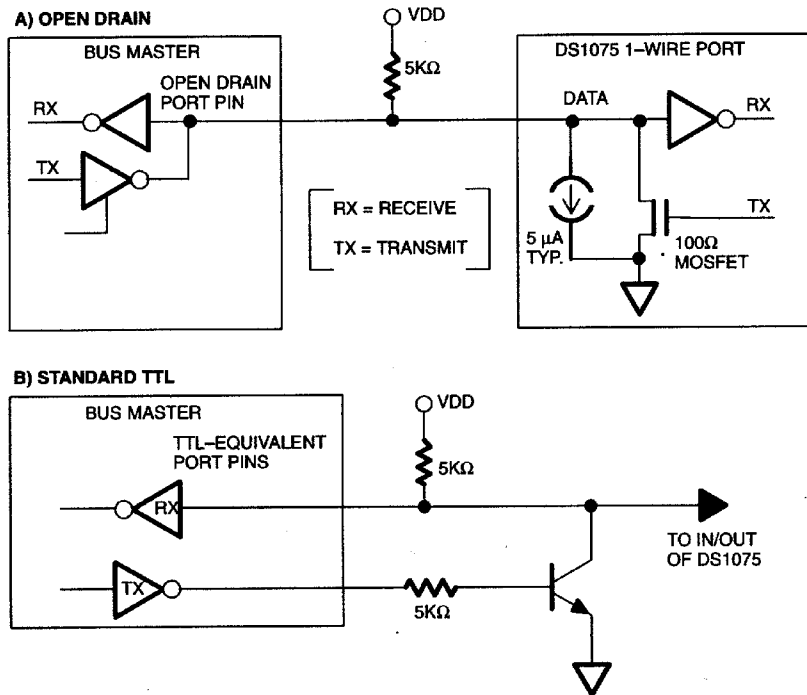 A) OPEN DRAIN
BUS MASTER
OPEN DRAIN
PORT PIN
RX
TX
VDD
5KΩ
RX = RECEIVE
TX = TRANSMIT
DS1075 1–WIRE PORT
DATA
RX
TX
5 μA
TYP.
100Ω
MOSFET
B) STANDARD TTL
BUS MASTER
TTL–EQUIVALENT
PORT PINS
RX
TX
VDD
5KΩ
5KΩ
TO IN/OUT
OF DS1075